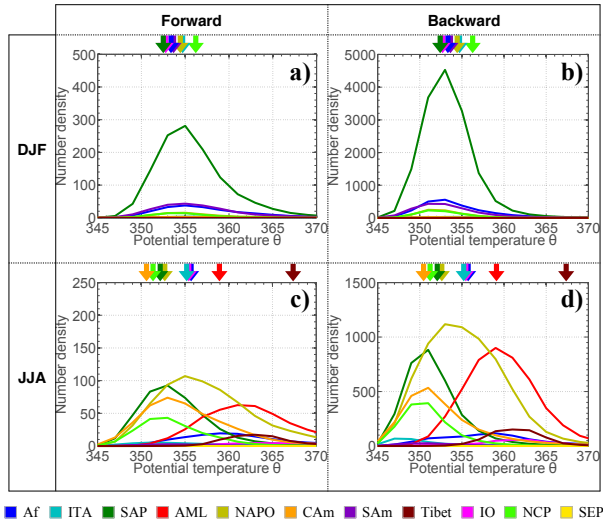 Forward Backward
DJF
500
400
300
200
100
0
Number density
a)
345 350 355 360 365 370
Potential temperature θ
5000
4000
3000
2000
1000
0
Number density
b)
345 350 355 360 365 370
Potential temperature θ
JJA
250
200
150
100
50
0
Number density
c)
345 350 355 360 365 370
Potential temperature θ
1500
1000
500
0
Number density
d)
345 350 355 360 365 370
Potential temperature θ
Af ITA SAP AML NAPO CAm SAm Tibet IO NCP SEP